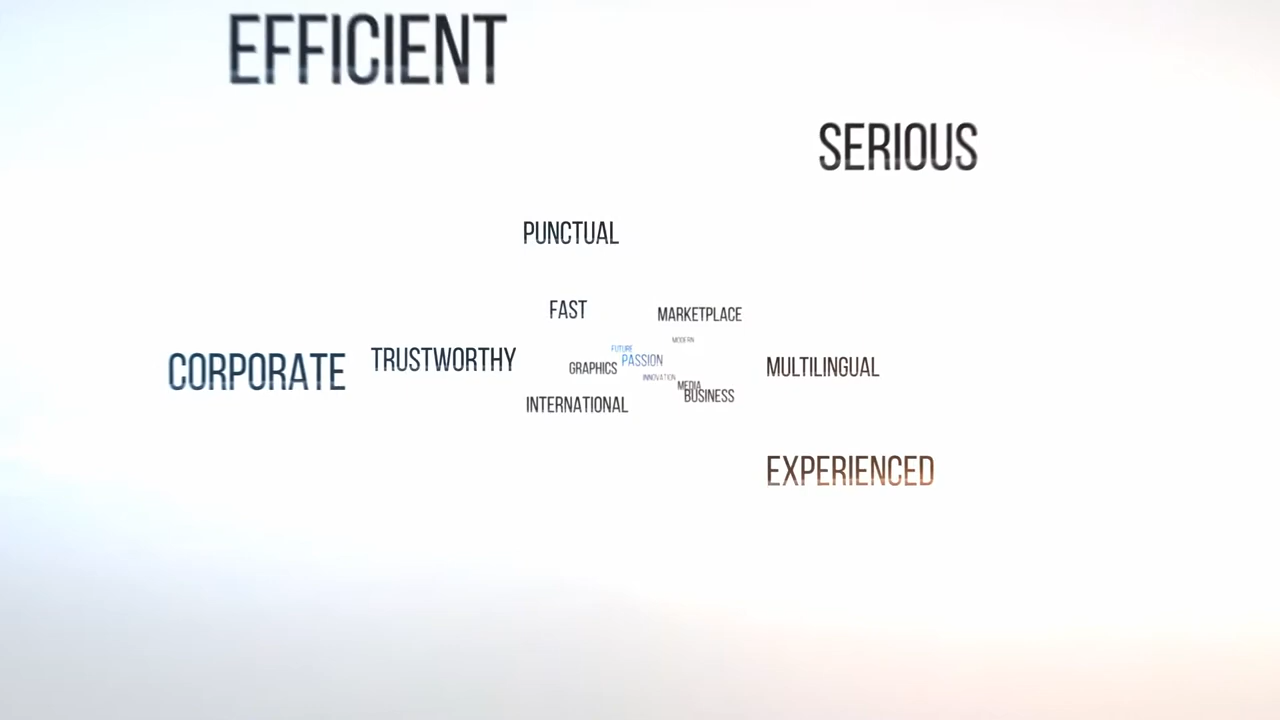 EFFICIENT
SERIOUS
PUNCTUAL
FAST
MARKETPLACE
MODERN
FUTURE
PASSION
CORPORATE
TRUSTWORTHY
GRAPHICS
MULTILINGUAL
INNOVATION
MEDIA
BUSINESS
INTERNATIONAL
EXPERIENCED